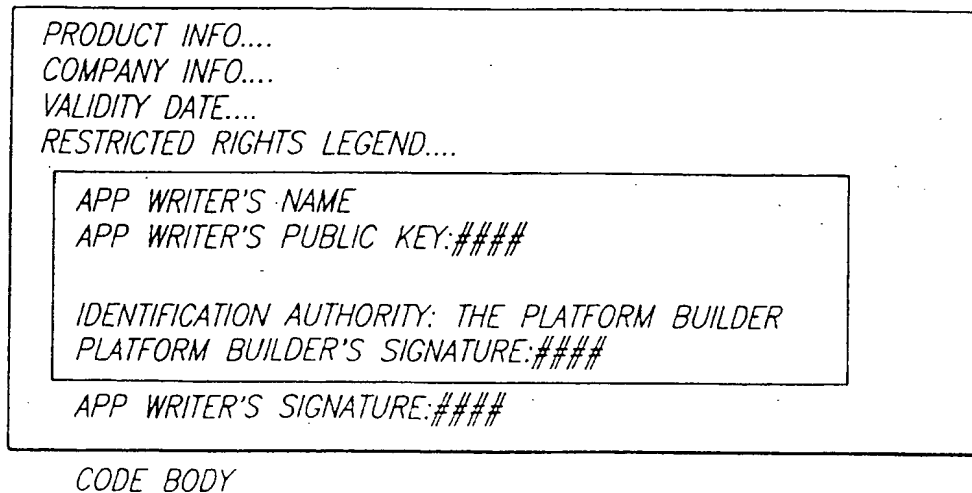 PRODUCT INFO....
COMPANY INFO....
VALIDITY DATE....
RESTRICTED RIGHTS LEGEND....
APP WRITER'S NAME
APP WRITER'S PUBLIC KEY:####
IDENTIFICATION AUTHORITY: THE PLATFORM BUILDER
PLATFORM BUILDER'S SIGNATURE:####
APP WRITER'S SIGNATURE:####
CODE BODY